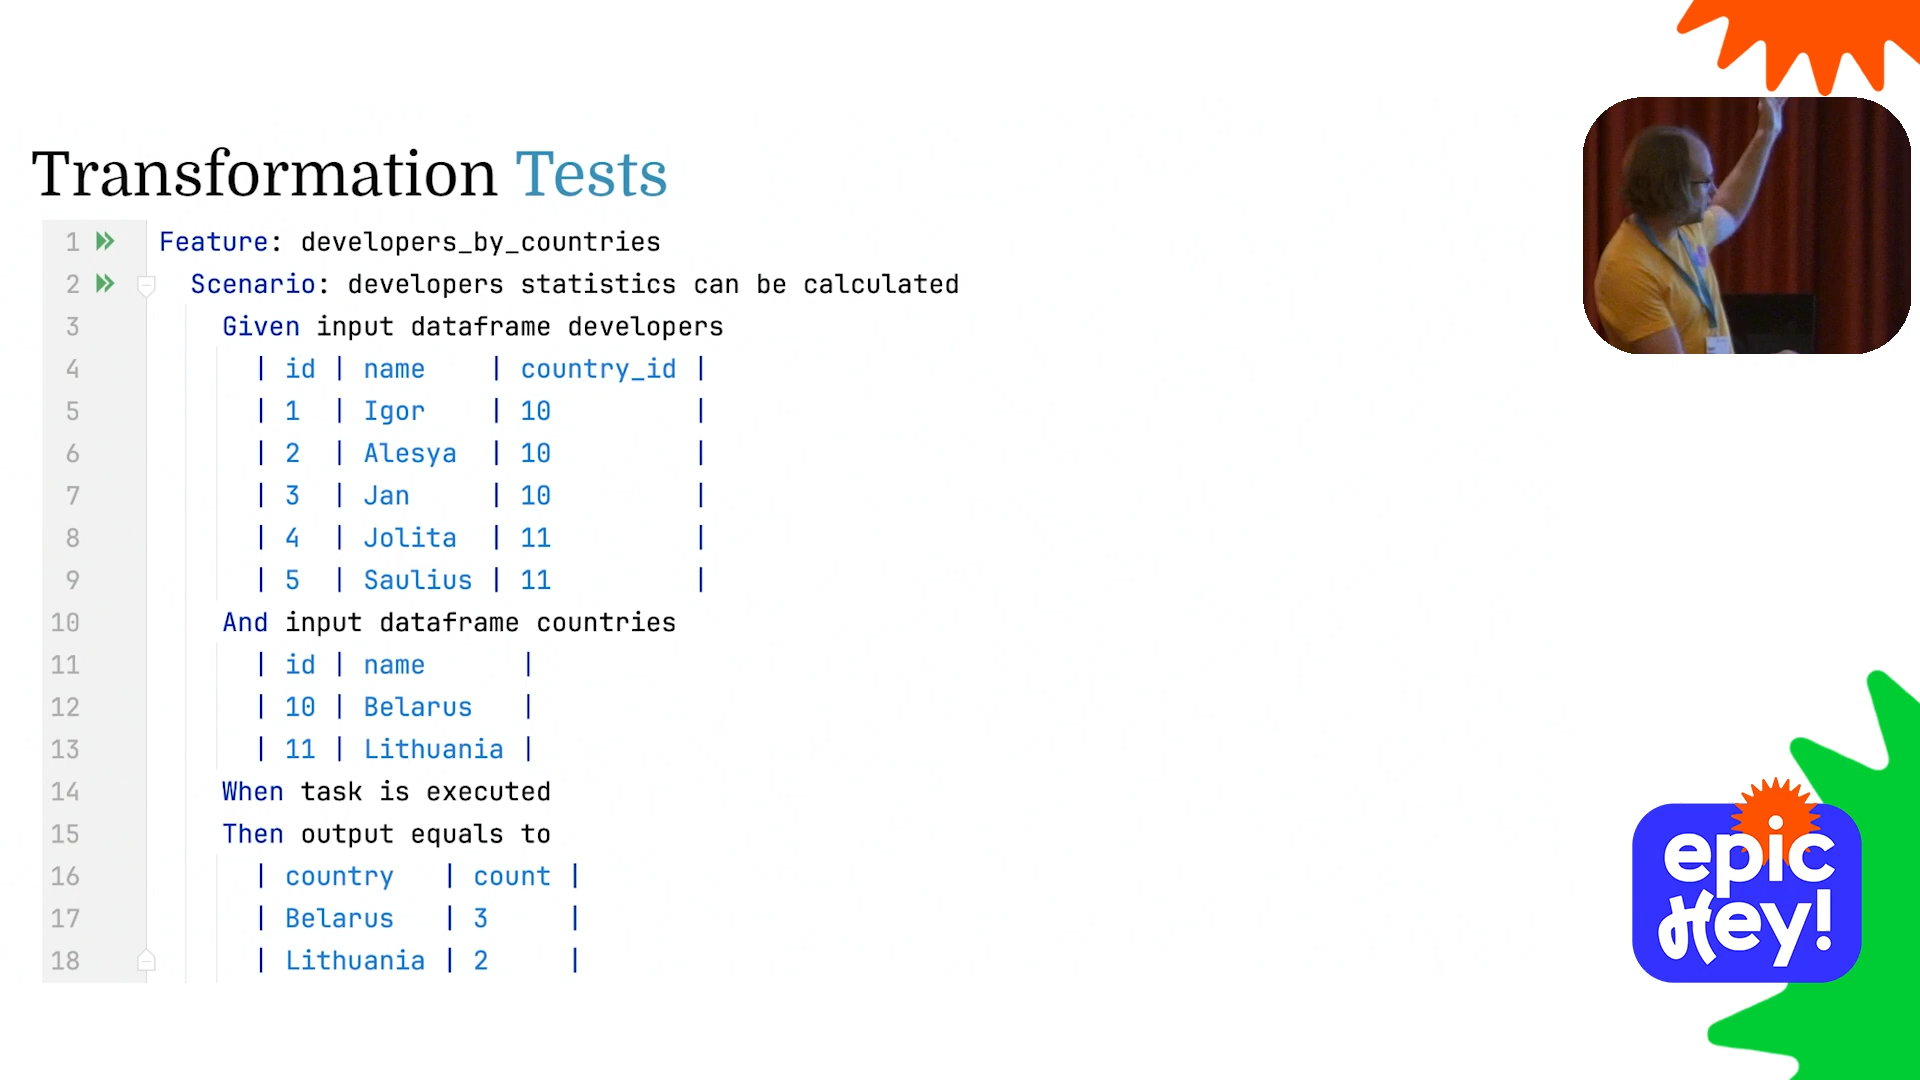 Transformation Tests
1 Feature: developers_by_countries
2 Scenario: developers statistics can be calculated
3 Given input dataframe developers
4 | id | name | country_id |
5 | 1 | Igor | 10 |
6 | 2 | Alesya | 10 |
7 | 3 | Jan | 10 |
8 | 4 | Jolita | 11 |
9 | 5 | Saulius | 11 |
10 And input dataframe countries
11 | id | name |
12 | 10 | Belarus |
13 | 11 | Lithuania |
14 When task is executed
15 Then output equals to
16 | country | count |
17 | Belarus | 3 |
18 | Lithuania | 2 |
epic
Hey!